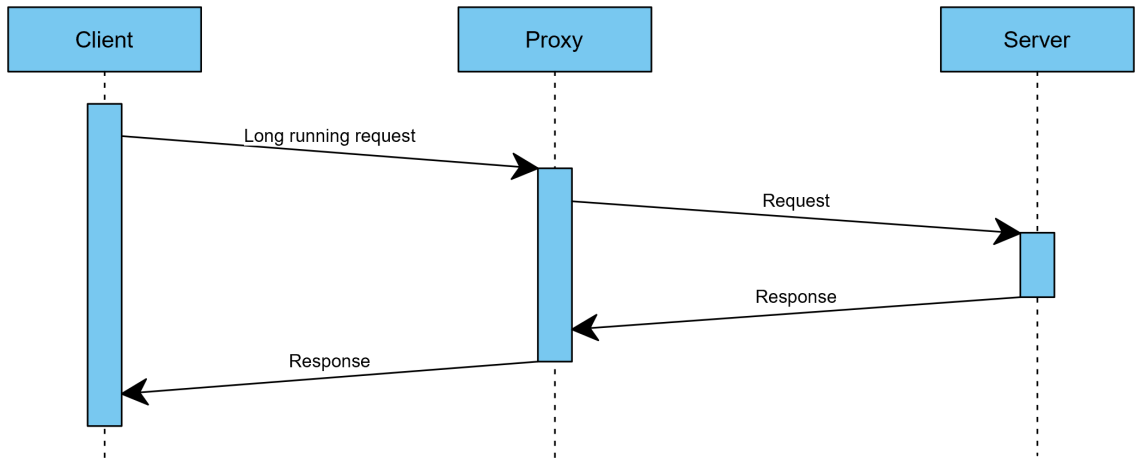 Client
Proxy
Server
Long running request
Request
Response
Response